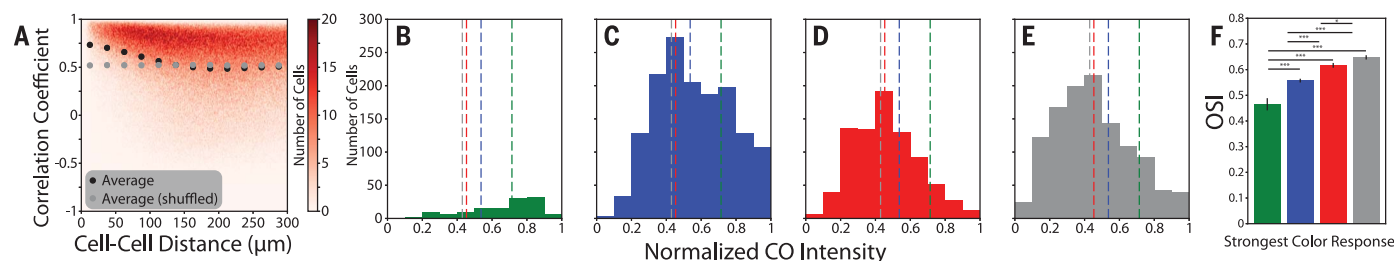 A
Correlation Coefficient
1
0.5
0
-0.5
-1
Average
Average (shuffled)
0 50 100 150 200 250 300
Cell-Cell Distance (µm)
20
15
10
5
0
Number of Cells
B
Number of Cells
300
250
200
150
100
50
0
0.2 0.4 0.6 0.8 1
C
0 0.2 0.4 0.6 0.8 1
D
0 0.2 0.4 0.6 0.8 1
E
0 0.2 0.4 0.6 0.8 1
Normalized CO Intensity
F
OSI
0.8
0.7
0.6
0.5
0.4
0.3
0.2
0.1
0
*
***
***
***
***
***
Strongest Color Response